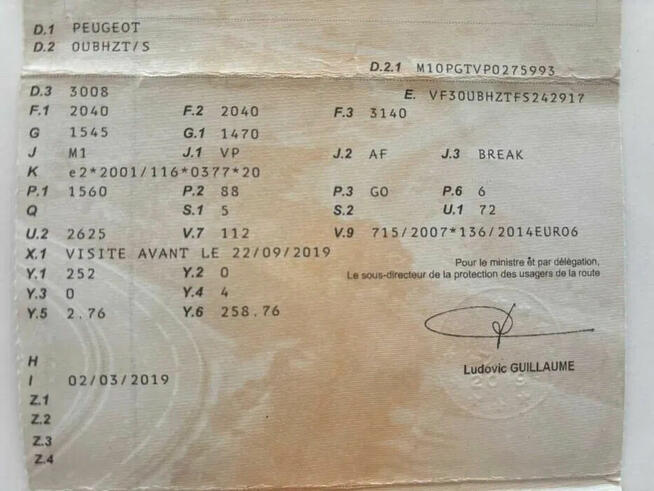 D.1 PEUGEOT
D.2 0UBHZT/S
D.2.1 M10PGTVP0275993
D.3 3008
E. VF30UBHZTFS242917
F.1 2040 F.2 2040 F.3 3140
G 1545 G.1 1470
J M1 J.1 VP J.2 AF J.3 BREAK
K e2*2001/116*0377*20
P.1 1560 P.2 88 P.3 GO P.6 6
Q S.1 5 S.2 U.1 72
U.2 2625 V.7 112 V.9 715/2007*136/2014EURO6
X.1 VISITE AVANT LE 22/09/2019
Y.1 252 Y.2 0
Y.3 0 Y.4 4
Y.5 2.76 Y.6 258.76
Pour le ministre et par délégation,
Le sous-directeur de la protection des usagers de la route
Ludovic GUILLAUME
H
I 02/03/2019
Z.1
Z.2
Z.3
Z.4